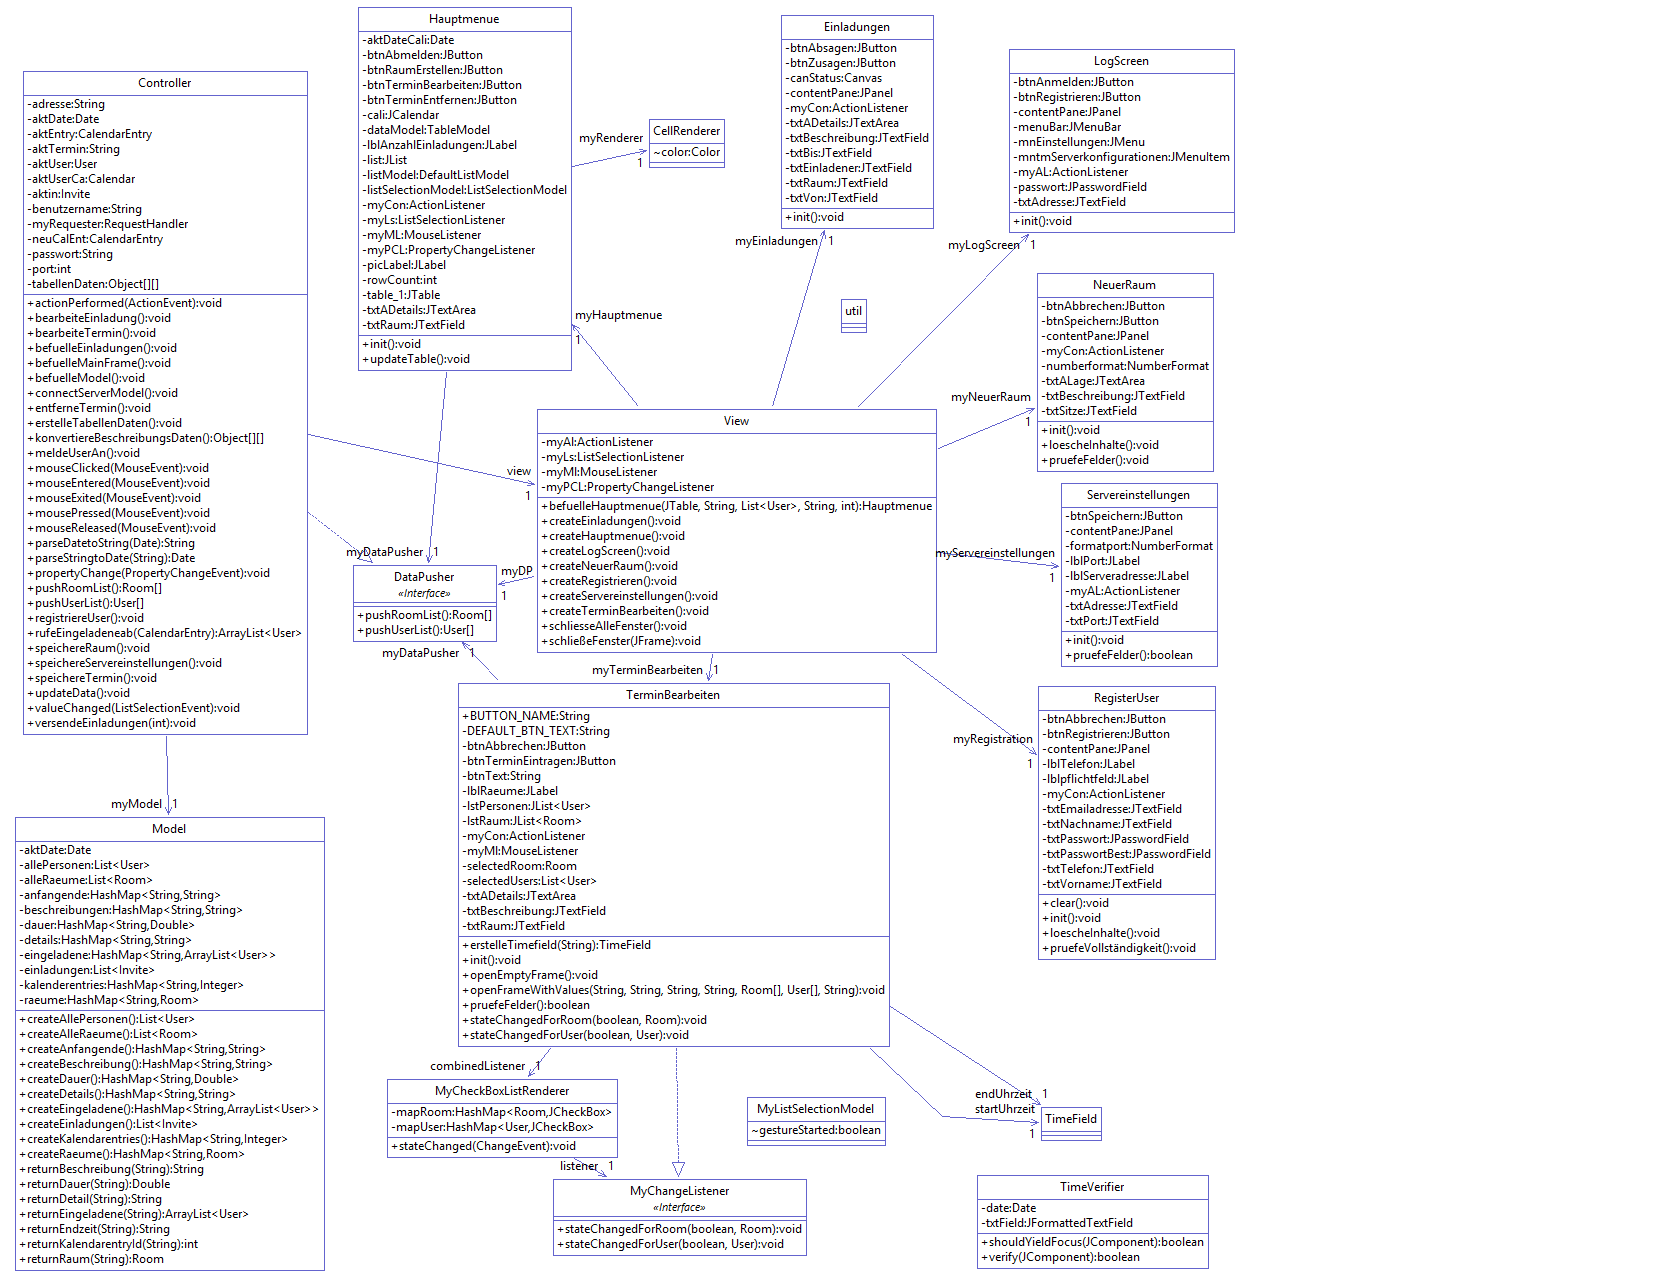 Controller
-adresse:String
-aktDate:Date
-aktEntry:CalendarEntry
-aktTermin:String
-aktUser:User
-aktUserCa:Calendar
-aktin:Invite
-benutzername:String
-myRequester:RequestHandler
-neuCalEnt:CalendarEntry
-passwort:String
-port:int
-tabellenDaten:Object[][]
+actionPerformed(ActionEvent):void
+bearbeiteEinladung():void
+bearbeiteTermin():void
+befuelleEinladungen():void
+befuelleMainFrame():void
+befuelleModel():void
+connectServerModel():void
+entferneTermin():void
+erstelleTabellenDaten():void
+konvertiereBeschreibungsDaten():Object[][]
+meldeUserAn():void
+mouseClicked(MouseEvent):void
+mouseEntered(MouseEvent):void
+mouseExited(MouseEvent):void
+mousePressed(MouseEvent):void
+mouseReleased(MouseEvent):void
+parseDatetoString(Date):String
+parseStringtoDate(String):Date
+propertyChange(PropertyChangeEvent):void
+pushRoomList():Room[]
+pushUserList():User[]
+registriereUser():void
+rufeEingeladeneab(CalendarEntry):ArrayList<User>
+speichereRaum():void
+speichereServereinstellungen():void
+speichereTermin():void
+updateData():void
+valueChanged(ListSelectionEvent):void
+versendeEinladungen(int):void
myModel
1
Model
-aktDate:Date
-allePersonen:List<User>
-alleRaeume:List<Room>
-anfangende:HashMap<String,String>
-beschreibungen:HashMap<String,String>
-dauer:HashMap<String,Double>
-details:HashMap<String,String>
-eingeladene:HashMap<String,ArrayList<User>>
-einladungen:List<Invite>
-kalenderentries:HashMap<String,Integer>
-raeume:HashMap<String,Room>
+createAllePersonen():List<User>
+createAlleRaeume():List<Room>
+createAnfangende():HashMap<String,String>
+createBeschreibung():HashMap<String,String>
+createDauer():HashMap<String,Double>
+createDetails():HashMap<String,String>
+createEingeladene():HashMap<String,ArrayList<User>>
+createEinladungen():List<Invite>
+createKalendarentries():HashMap<String,Integer>
+createRaeume():HashMap<String,Room>
+returnBeschreibung(String):String
+returnDauer(String):Double
+returnDetail(String):String
+returnEingeladene(String):ArrayList<User>
+returnEndzeit(String):String
+returnKalendarentryId(String):int
+returnRaum(String):Room
Hauptmenue
-aktDateCali:Date
-btnAbmelden:JButton
-btnRaumErstellen:JButton
-btnTerminBearbeiten:JButton
-btnTerminEntfernen:JButton
-cali:JCalendar
-dataModel:TableModel
-lblAnzahlEinladungen:JLabel
-list:JList
-listModel:DefaultListModel
-listSelectionModel:ListSelectionModel
-myCon:ActionListener
-myLs:ListSelectionListener
-myML:MouseListener
-myPCL:PropertyChangeListener
-picLabel:JLabel
-rowCount:int
-table_1:JTable
-txtADetails:JTextArea
-txtRaum:JTextField
+init():void
+updateTable():void
myRenderer
1
CellRenderer
~color:Color
myHauptmenue
1
view
1
myDataPusher
1
DataPusher
«Interface»
+pushRoomList():Room[]
+pushUserList():User[]
myDP
1
myDataPusher
1
View
-myAl:ActionListener
-myLs:ListSelectionListener
-myMl:MouseListener
-myPCL:PropertyChangeListener
+befuelleHauptmenue(JTable, String, List<User>, String, int):Hauptmenue
+createEinladungen():void
+createHauptmenue():void
+createLogScreen():void
+createNeuerRaum():void
+createRegistrieren():void
+createServereinstellungen():void
+createTerminBearbeiten():void
+schliesseAlleFenster():void
+schließeFenster(JFrame):void
myTerminBearbeiten
1
TerminBearbeiten
+BUTTON_NAME:String
-DEFAULT_BTN_TEXT:String
-btnAbbrechen:JButton
-btnTerminEintragen:JButton
-btnText:String
-lblRaeume:JLabel
-lstPersonen:JList<User>
-lstRaum:JList<Room>
-myCon:ActionListener
-myMl:MouseListener
-selectedRoom:Room
-selectedUsers:List<User>
-txtADetails:JTextArea
-txtBeschreibung:JTextField
-txtRaum:JTextField
+erstelleTimefield(String):TimeField
+init():void
+openEmptyFrame():void
+openFrameWithValues(String, String, String, String, Room[], User[], String):void
+pruefeFelder():boolean
+stateChangedForRoom(boolean, Room):void
+stateChangedForUser(boolean, User):void
combinedListener
1
MyCheckBoxListRenderer
-mapRoom:HashMap<Room,JCheckBox>
-mapUser:HashMap<User,JCheckBox>
+stateChanged(ChangeEvent):void
listener
1
MyChangeListener
«Interface»
+stateChangedForRoom(boolean, Room):void
+stateChangedForUser(boolean, User):void
MyListSelectionModel
~gestureStarted:boolean
Einladungen
-btnAbsagen:JButton
-btnZusagen:JButton
-canStatus:Canvas
-contentPane:JPanel
-myCon:ActionListener
-txtADetails:JTextArea
-txtBeschreibung:JTextField
-txtBis:JTextField
-txtEinladener:JTextField
-txtRaum:JTextField
-txtVon:JTextField
+init():void
myEinladungen
1
util
LogScreen
-btnAnmelden:JButton
-btnRegistrieren:JButton
-contentPane:JPanel
-menuBar:JMenuBar
-mnEinstellungen:JMenu
-mntmServerkonfigurationen:JMenuItem
-myAL:ActionListener
-passwort:JPasswordField
-txtAdresse:JTextField
+init():void
myLogScreen
1
NeuerRaum
-btnAbbrechen:JButton
-btnSpeichern:JButton
-contentPane:JPanel
-myCon:ActionListener
-numberformat:NumberFormat
-txtALage:JTextArea
-txtBeschreibung:JTextField
-txtSitze:JTextField
+init():void
+loescheInhalte():void
+pruefeFelder():void
myNeuerRaum
1
Servereinstellungen
-btnSpeichern:JButton
-contentPane:JPanel
-formatport:NumberFormat
-lblPort:JLabel
-lblServeradresse:JLabel
-myAL:ActionListener
-txtAdresse:JTextField
-txtPort:JTextField
+init():void
+pruefeFelder():boolean
myServereinstellungen
1
RegisterUser
-btnAbbrechen:JButton
-btnRegistrieren:JButton
-contentPane:JPanel
-lblTelefon:JLabel
-lblpflichtfeld:JLabel
-myCon:ActionListener
-txtEmailadresse:JTextField
-txtNachname:JTextField
-txtPasswort:JPasswordField
-txtPasswortBest:JPasswordField
-txtTelefon:JTextField
-txtVorname:JTextField
+clear():void
+init():void
+loescheInhalte():void
+pruefeVollständigkeit():void
myRegistration
1
endUhrzeit
1
startUhrzeit
1
TimeField
TimeVerifier
-date:Date
-txtField:JFormattedTextField
+shouldYieldFocus(JComponent):boolean
+verify(JComponent):boolean